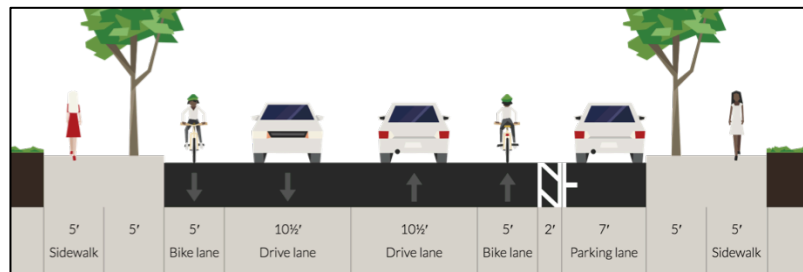 5' 5' 5' 10½' 10½' 5' 2' 7' 5' 5'
Sidewalk Bike lane Drive lane Drive lane Bike lane Parking lane Sidewalk